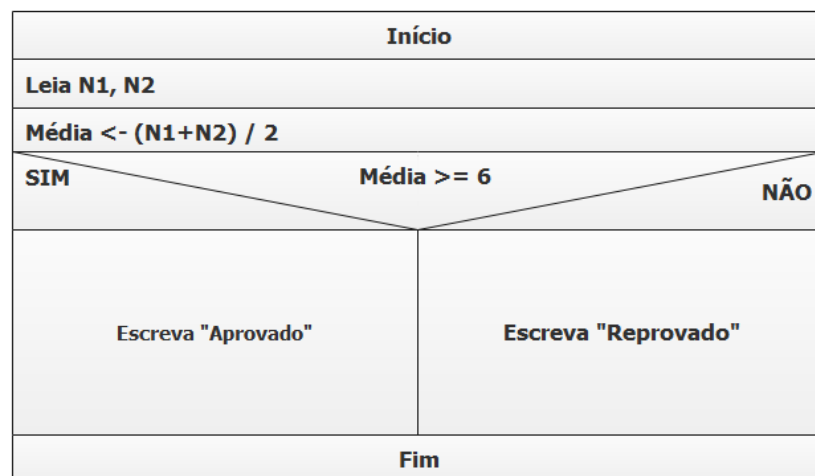 Início
Leia N1, N2
Média <- (N1+N2) / 2
SIM
Média >= 6
NÃO
Escreva "Aprovado"
Escreva "Reprovado"
Fim